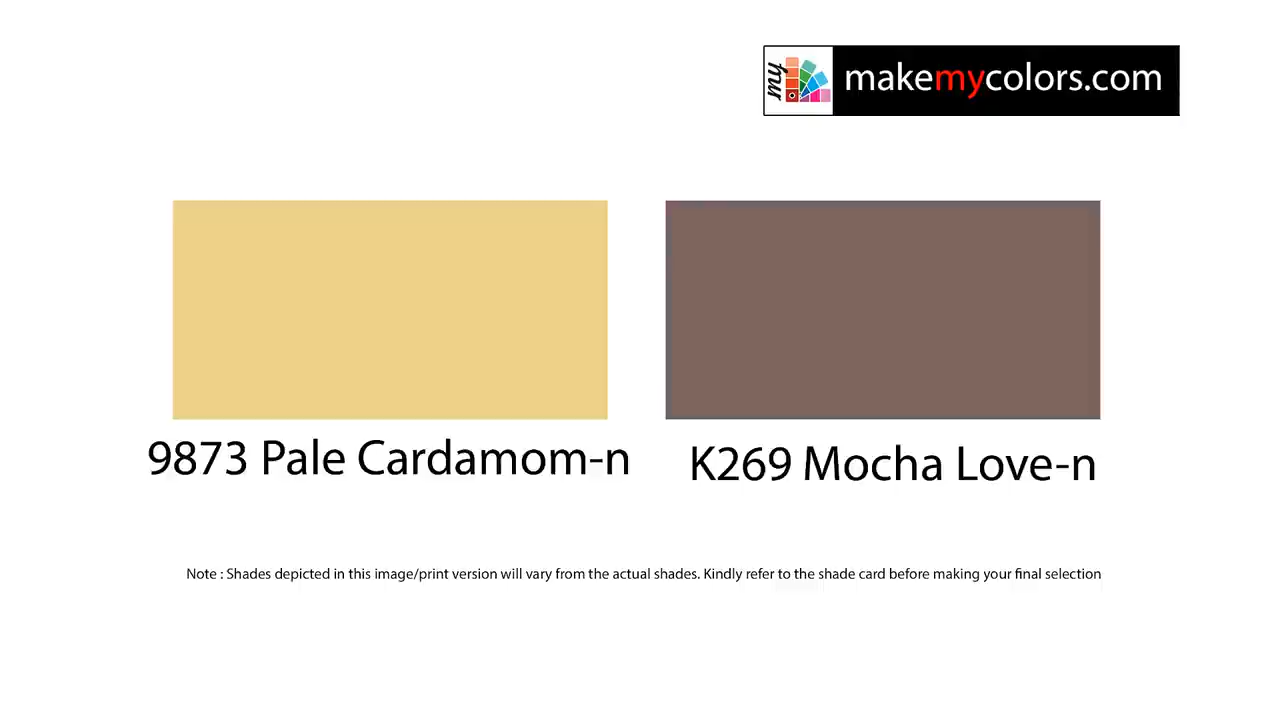 my
makemycolors.com
9873 Pale Cardamom-n
K269 Mocha Love-n
Note : Shades depicted in this image/print version will vary from the actual shades. Kindly refer to the shade card before making your final selection